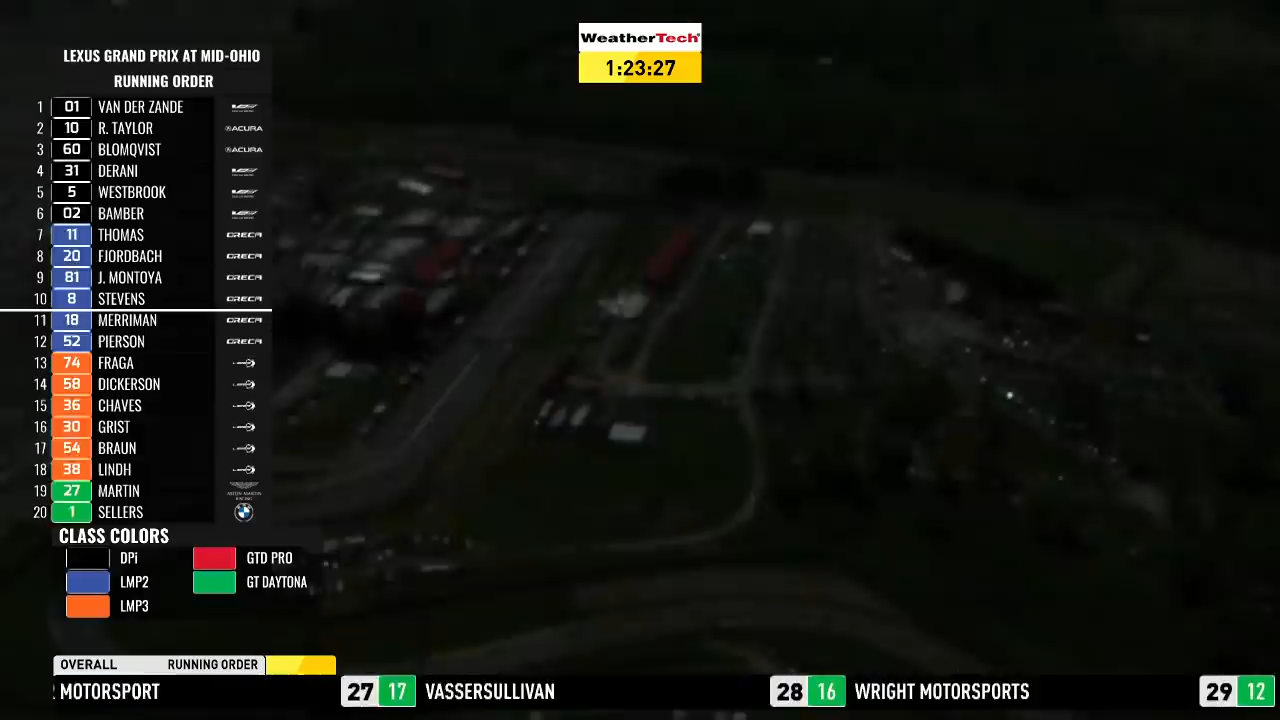 LEXUS GRAND PRIX AT MID-OHIO
RUNNING ORDER
WeatherTech
1:23:27
1 01 VAN DER ZANDE
2 10 R. TAYLOR ACURA
3 60 BLOMQVIST ACURA
4 31 DERANI
5 5 WESTBROOK
6 02 BAMBER
7 11 THOMAS ORECA
8 20 FJORDBACH ORECA
9 81 J. MONTOYA ORECA
10 8 STEVENS ORECA
11 18 MERRIMAN ORECA
12 52 PIERSON ORECA
13 74 FRAGA
14 58 DICKERSON
15 36 CHAVES
16 30 GRIST
17 54 BRAUN
18 38 LINDH
19 27 MARTIN ASTON MARTIN RACING
20 1 SELLERS
CLASS COLORS
DPi GTD PRO
LMP2 GT DAYTONA
LMP3
OVERALL RUNNING ORDER
MOTORSPORT 27 17 VASSERSULLIVAN 28 16 WRIGHT MOTORSPORTS 29 12